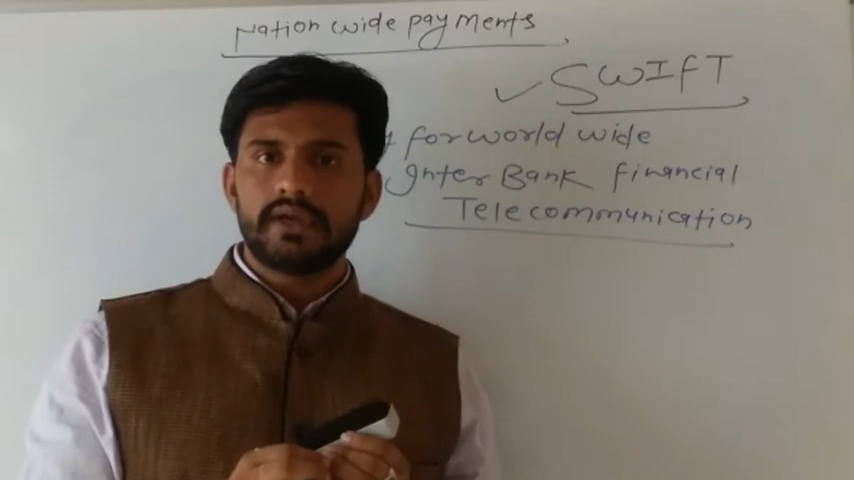 Nation wide payments
SWIFT
for world wide
Inter Bank financial
Telecommunication